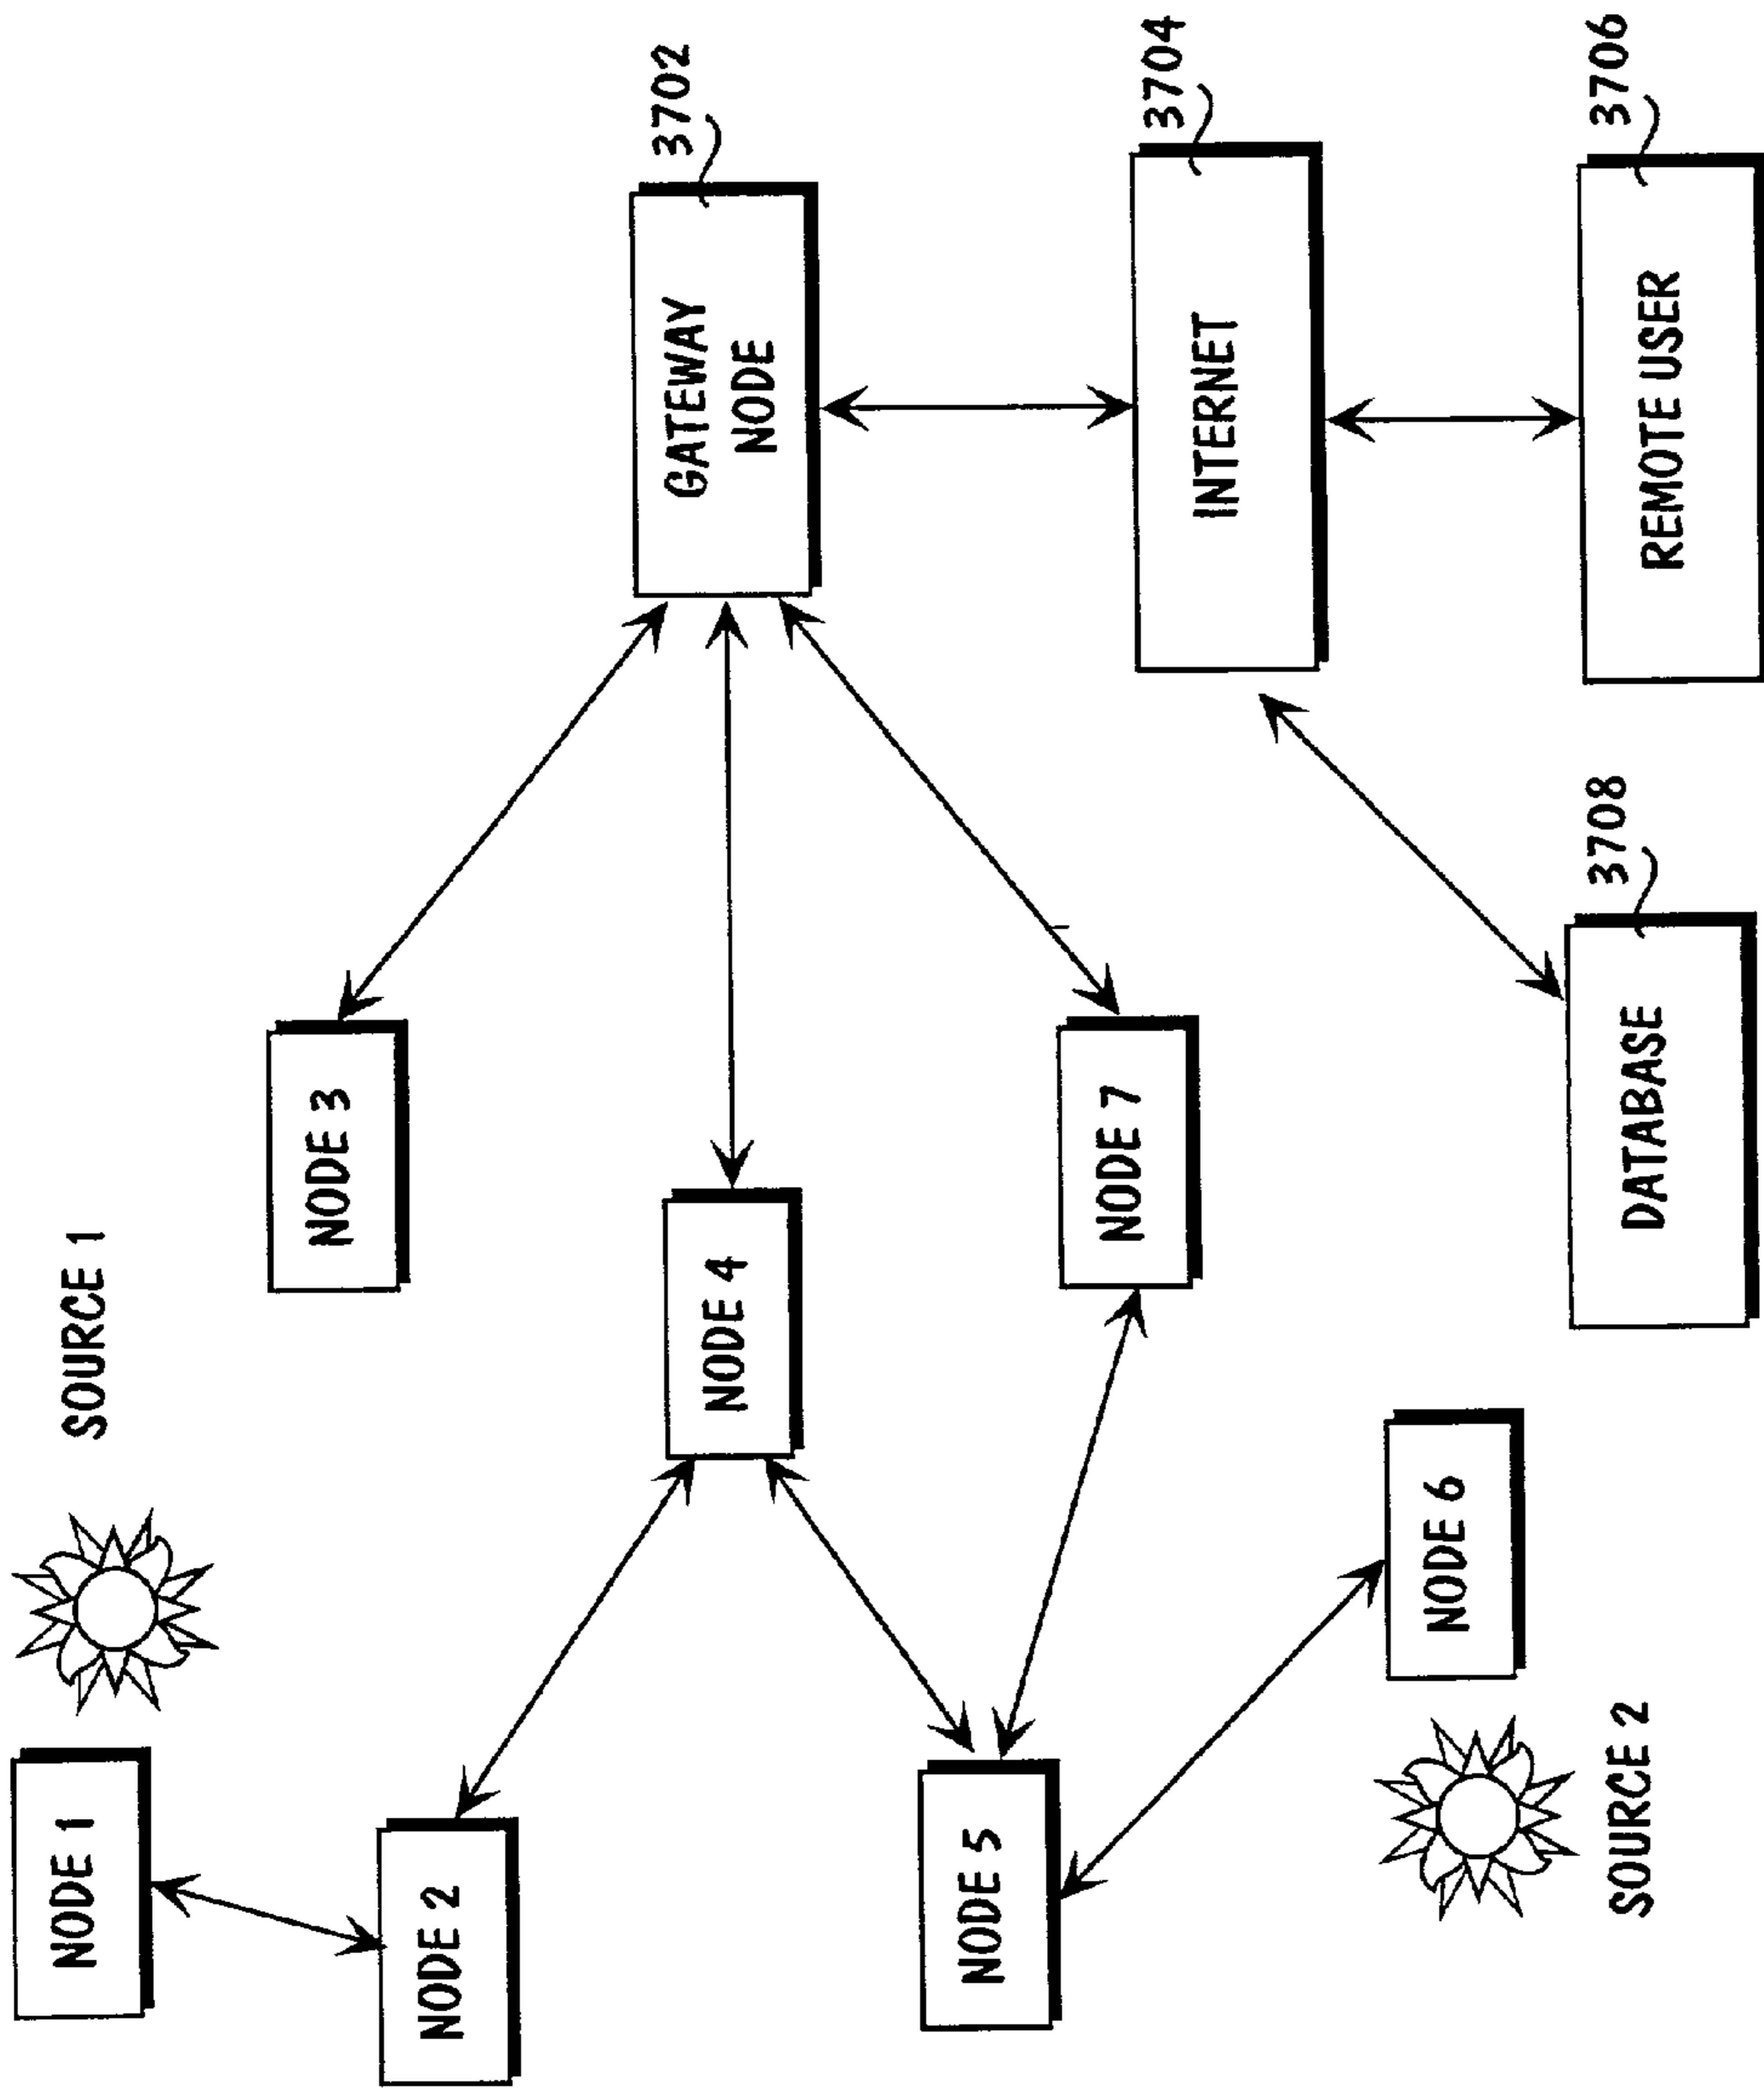 NODE 1
SOURCE 1
NODE 2
NODE 3
GATEWAY
NODE
3702
NODE 4
NODE 5
NODE 7
INTERNET
3704
NODE 6
SOURCE 2
DATABASE
3708
REMOTE USER
3706